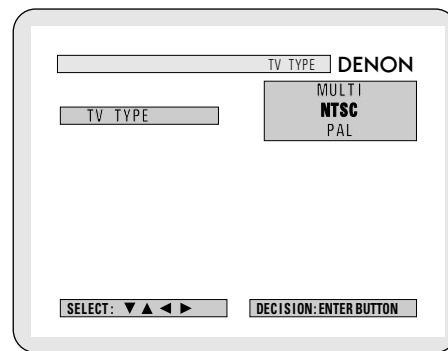 TV TYPE DENON
MULTI
TV TYPE NTSC
PAL
SELECT: ▼ ▲ ◄ ► DECISION: ENTER BUTTON